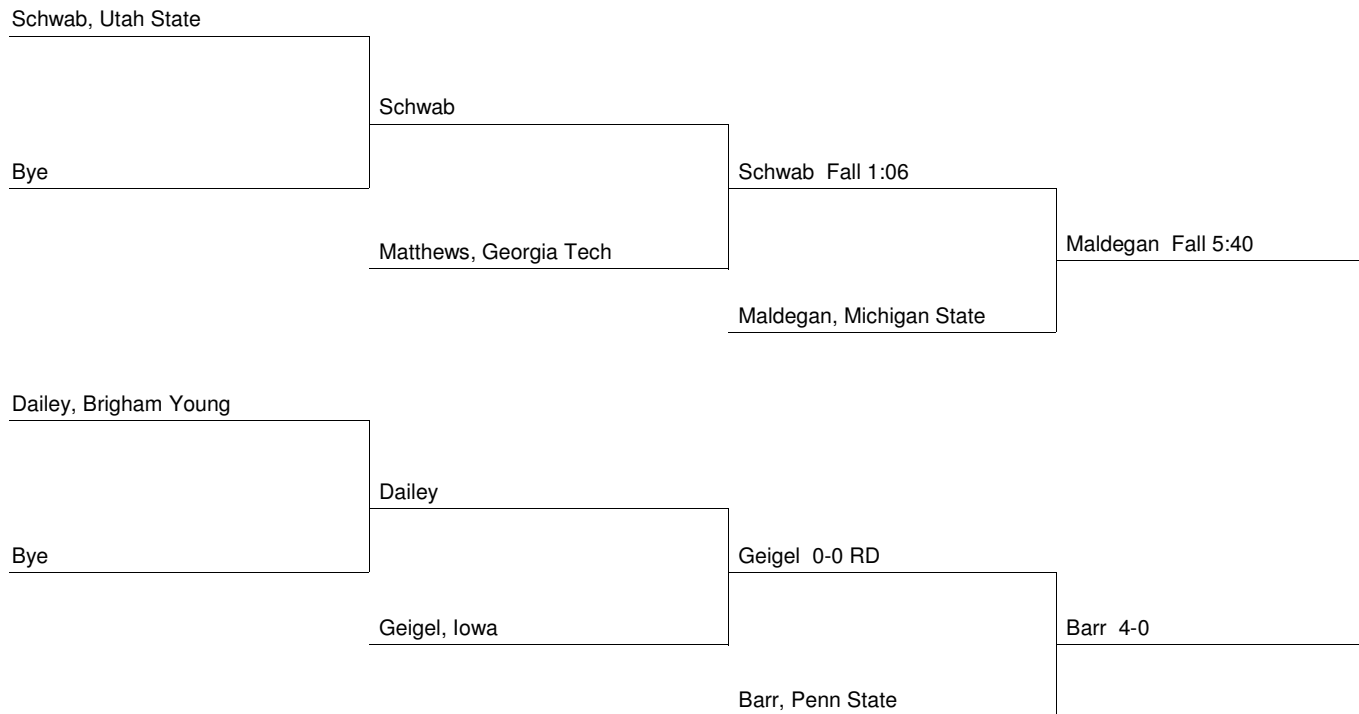 Schwab, Utah State
Schwab
Bye
Schwab  Fall 1:06
Matthews, Georgia Tech
Maldegan  Fall 5:40
Maldegan, Michigan State
Dailey, Brigham Young
Dailey
Bye
Geigel  0-0 RD
Geigel, Iowa
Barr  4-0
Barr, Penn State